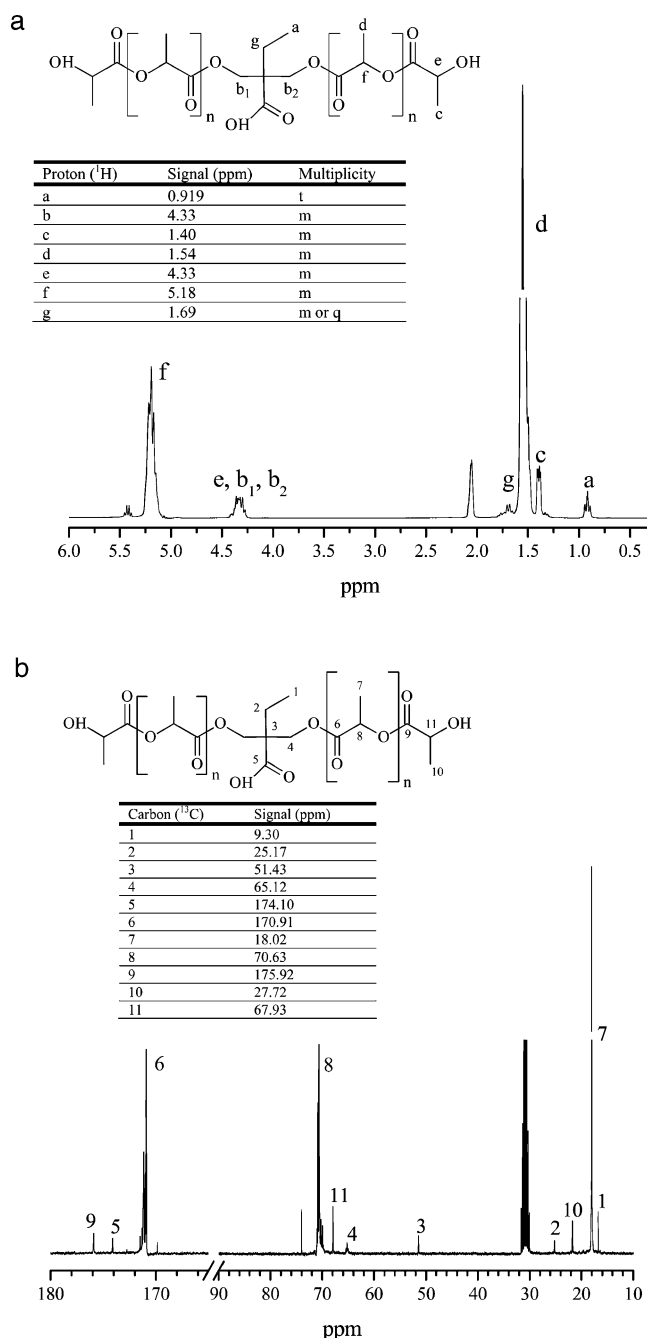 a
a
d
g
O
O
O
O
OH
e
OH
O
O
f
O
b₁
b₂
c
O
O
n
OH
O
n
Proton (¹H) Signal (ppm) Multiplicity
a 0.919 t
b 4.33 m
c 1.40 m
d 1.54 m
e 4.33 m
f 5.18 m
g 1.69 m or q
d
f
e, b₁, b₂
g
c
a
6.0 5.5 5.0 4.5 4.0 3.5 3.0 2.5 2.0 1.5 1.0 0.5
ppm
b
1
7
2
O
O
O
O
OH
11
OH
3
6
8
9
O
O
O
4
10
O
5
O
n
OH
O
n
Carbon (¹³C) Signal (ppm)
1 9.30
2 25.17
3 51.43
4 65.12
5 174.10
6 170.91
7 18.02
8 70.63
9 175.92
10 27.72
11 67.93
7
6
8
11
9
5
4
3
2
10
1
180 170 90 80 70 60 50 40 30 20 10
ppm